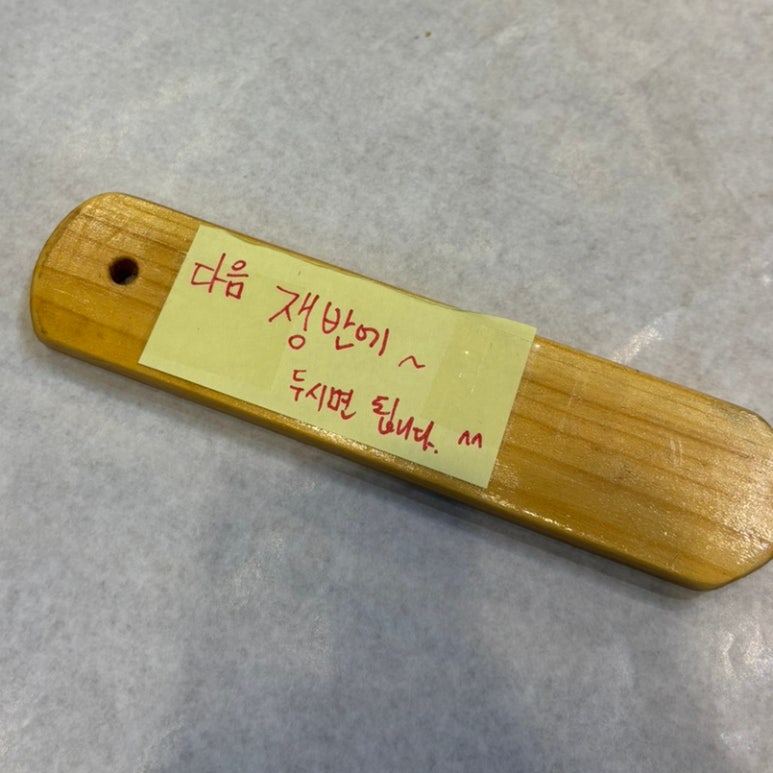 다음 쟁반에~
두시면 됩니다. ^^